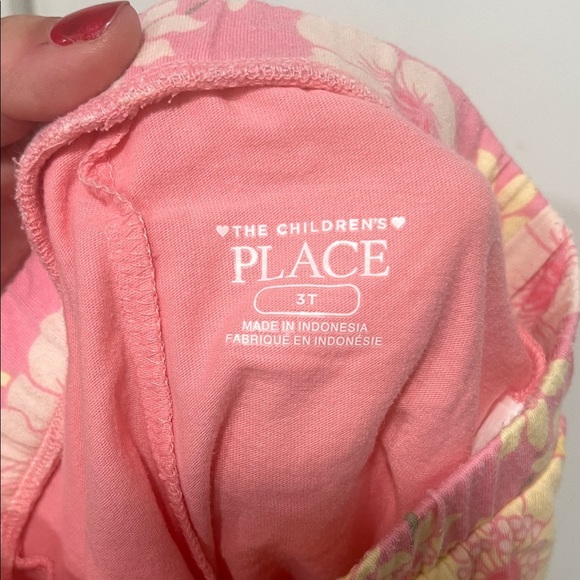 THE CHILDREN'S
PLACE
3T
MADE IN INDONESIA
FABRIQUÉ EN INDONÉSIE